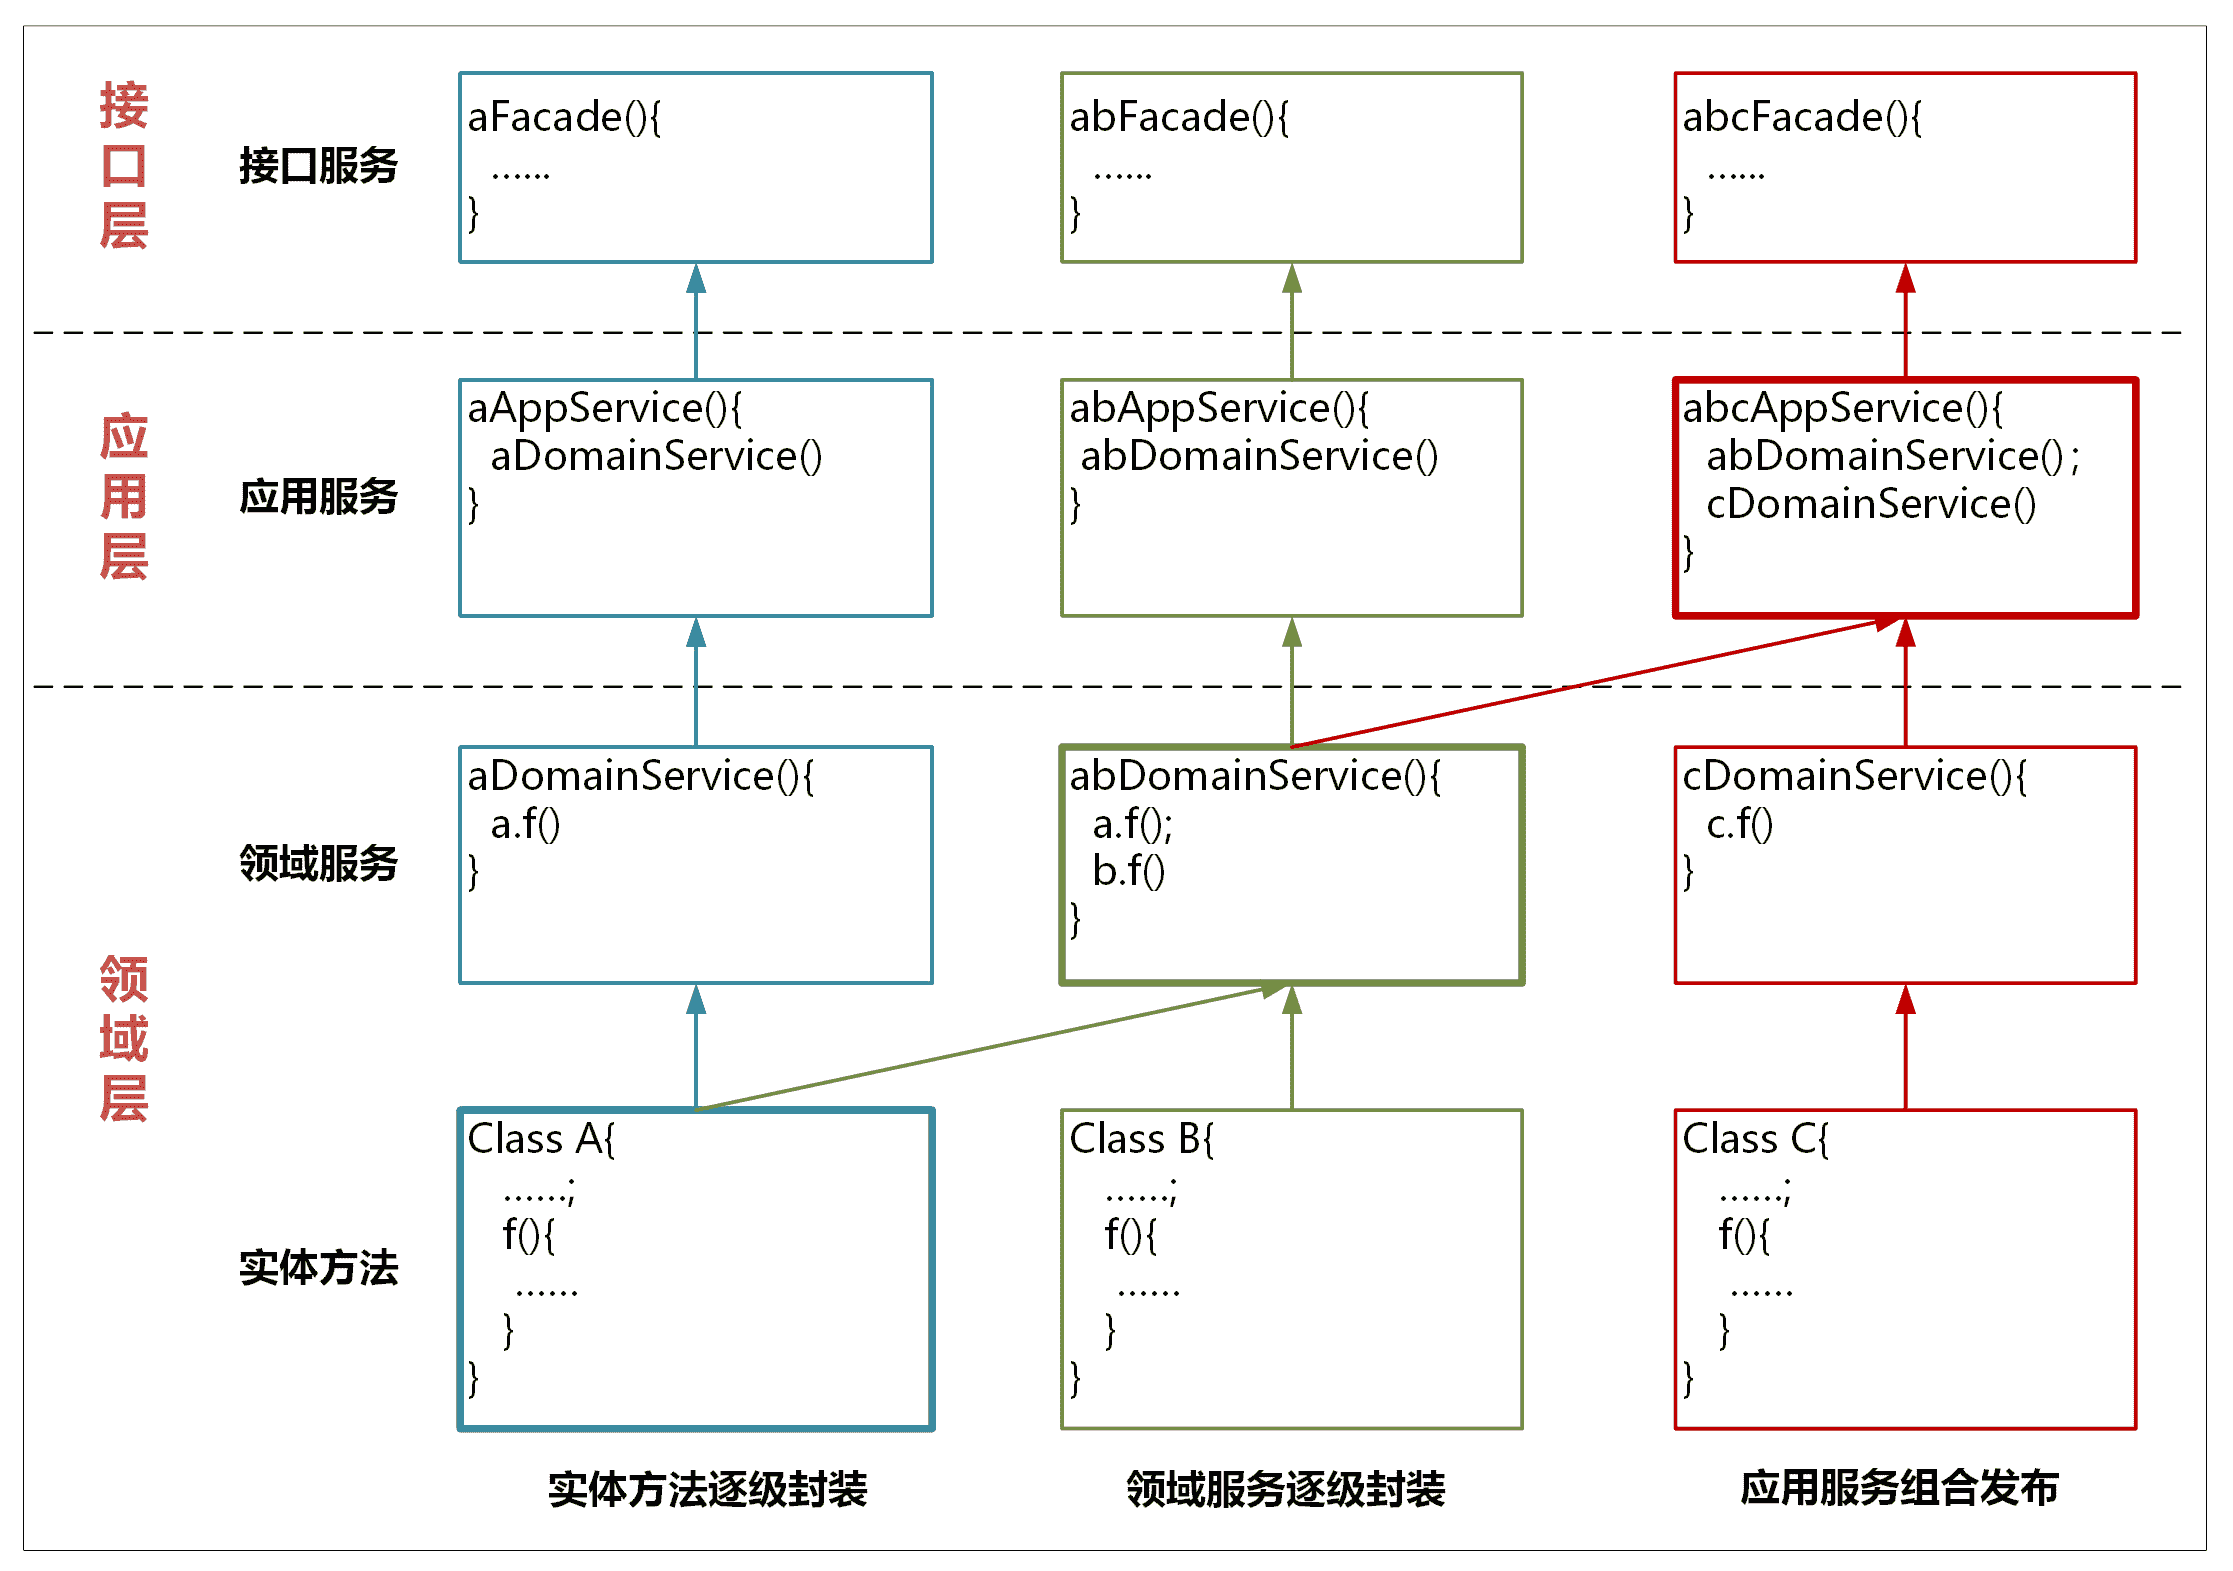 接口层
接口服务
aFacade(){
......
}
abFacade(){
......
}
abcFacade(){
......
}
应用层
应用服务
aAppService(){
aDomainService()
}
abAppService(){
abDomainService()
}
abcAppService(){
abDomainService();
cDomainService()
}
领域层
领域服务
aDomainService(){
a.f()
}
abDomainService(){
a.f();
b.f()
}
cDomainService(){
c.f()
}
实体方法
Class A{
......;
f(){
......
}
}
Class B{
......;
f(){
......
}
}
Class C{
......;
f(){
......
}
}
实体方法逐级封装
领域服务逐级封装
应用服务组合发布